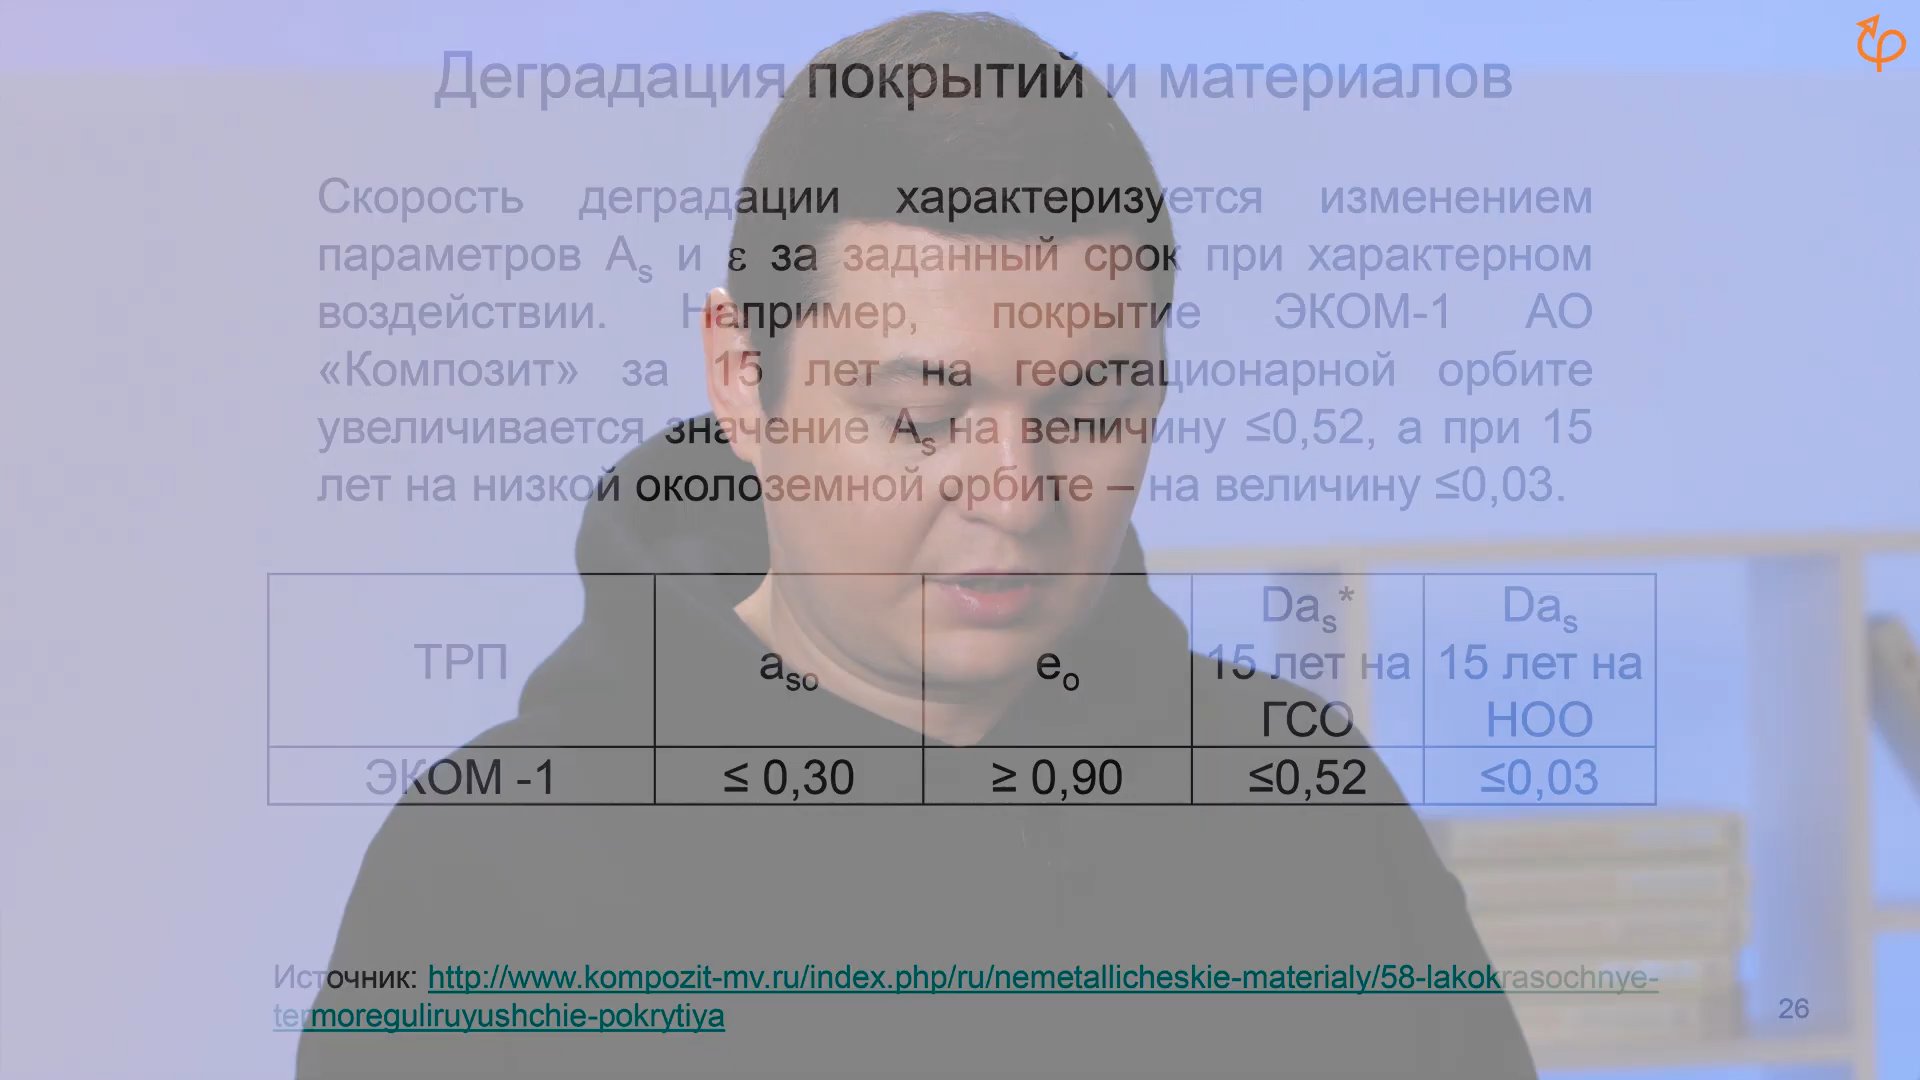 Деградация покрытий и материалов
Скорость деградации характеризуется изменением
параметров Aₛ и ε за заданный срок при характерном
воздействии. Например, покрытие ЭКОМ-1 АО
«Композит» за 15 лет на геостационарной орбите
увеличивается значение Aₛ на величину ≤0,52, а при 15
лет на низкой околоземной орбите – на величину ≤0,03.
ТРП
aso
eo
Das*
15 лет на
ГСО
Das
15 лет на
НОО
ЭКОМ -1
≤ 0,30
≥ 0,90
≤0,52
≤0,03
Источник: http://www.kompozit-mv.ru/index.php/ru/nemetallicheskie-materialy/58-lakokrasochnye-
termoreguliruyushchie-pokrytiya
26